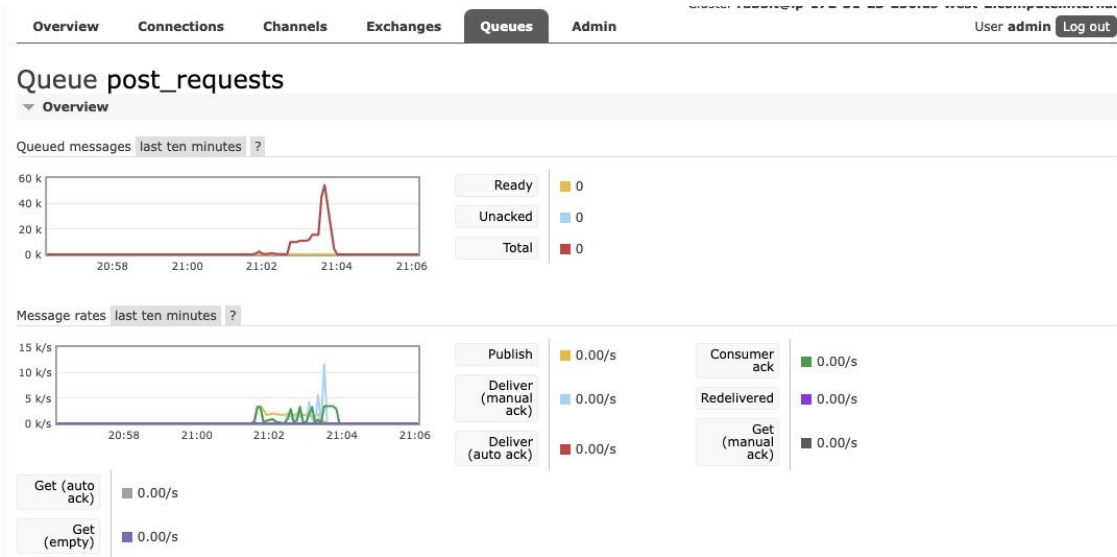 Overview Connections Channels Exchanges Queues Admin
User admin Log out
Queue post_requests
Overview
Queued messages last ten minutes ?
60 k
40 k
20 k
0 k
20:58 21:00 21:02 21:04 21:06
Ready 0
Unacked 0
Total 0
Message rates last ten minutes ?
15 k/s
10 k/s
5 k/s
0 k/s
20:58 21:00 21:02 21:04 21:06
Publish 0.00/s
Deliver
(manual
ack) 0.00/s
Deliver
(auto ack) 0.00/s
Consumer
ack 0.00/s
Redelivered 0.00/s
Get
(manual
ack) 0.00/s
Get (auto
ack) 0.00/s
Get
(empty) 0.00/s